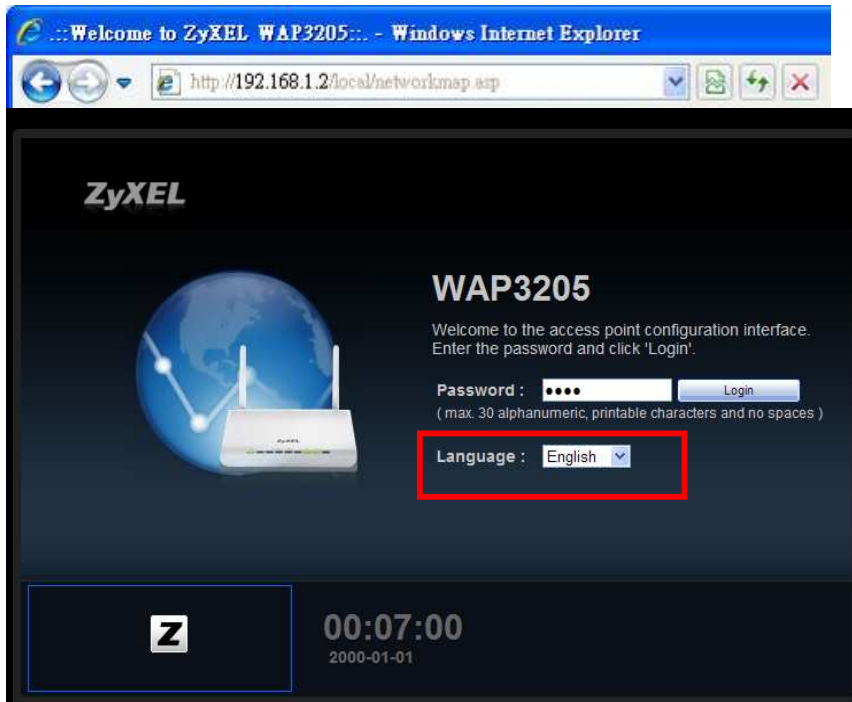 .::Welcome to ZyXEL WAP3205::. - Windows Internet Explorer
http://192.168.1.2/local/networkmap.asp
ZyXEL
WAP3205
Welcome to the access point configuration interface.
Enter the password and click 'Login'.
Password : •••• Login
( max. 30 alphanumeric, printable characters and no spaces )
Language : English
ZyXEL
Z
00:07:00
2000-01-01